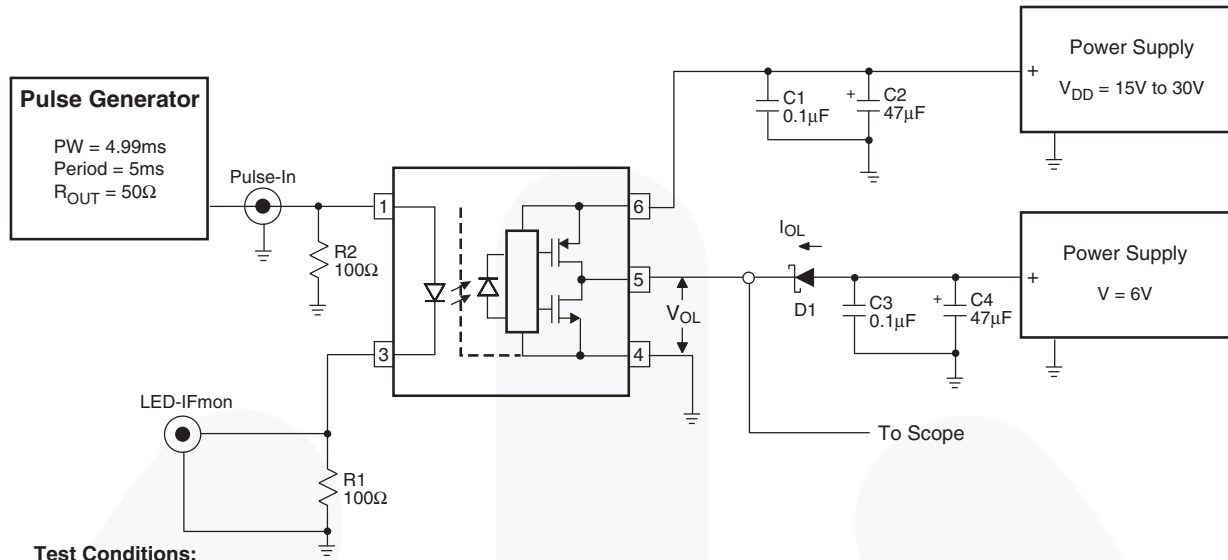 Pulse Generator
PW = 4.99ms
Period = 5ms
R_OUT = 50Ω
Pulse-In
R2
100Ω
LED-IFmon
R1
100Ω
1
3
6
5
4
V_OL
C1
0.1μF
+
C2
47μF
+
Power Supply
V_DD = 15V to 30V
I_OL
D1
C3
0.1μF
+
C4
47μF
+
Power Supply
V = 6V
To Scope
Test Conditions: